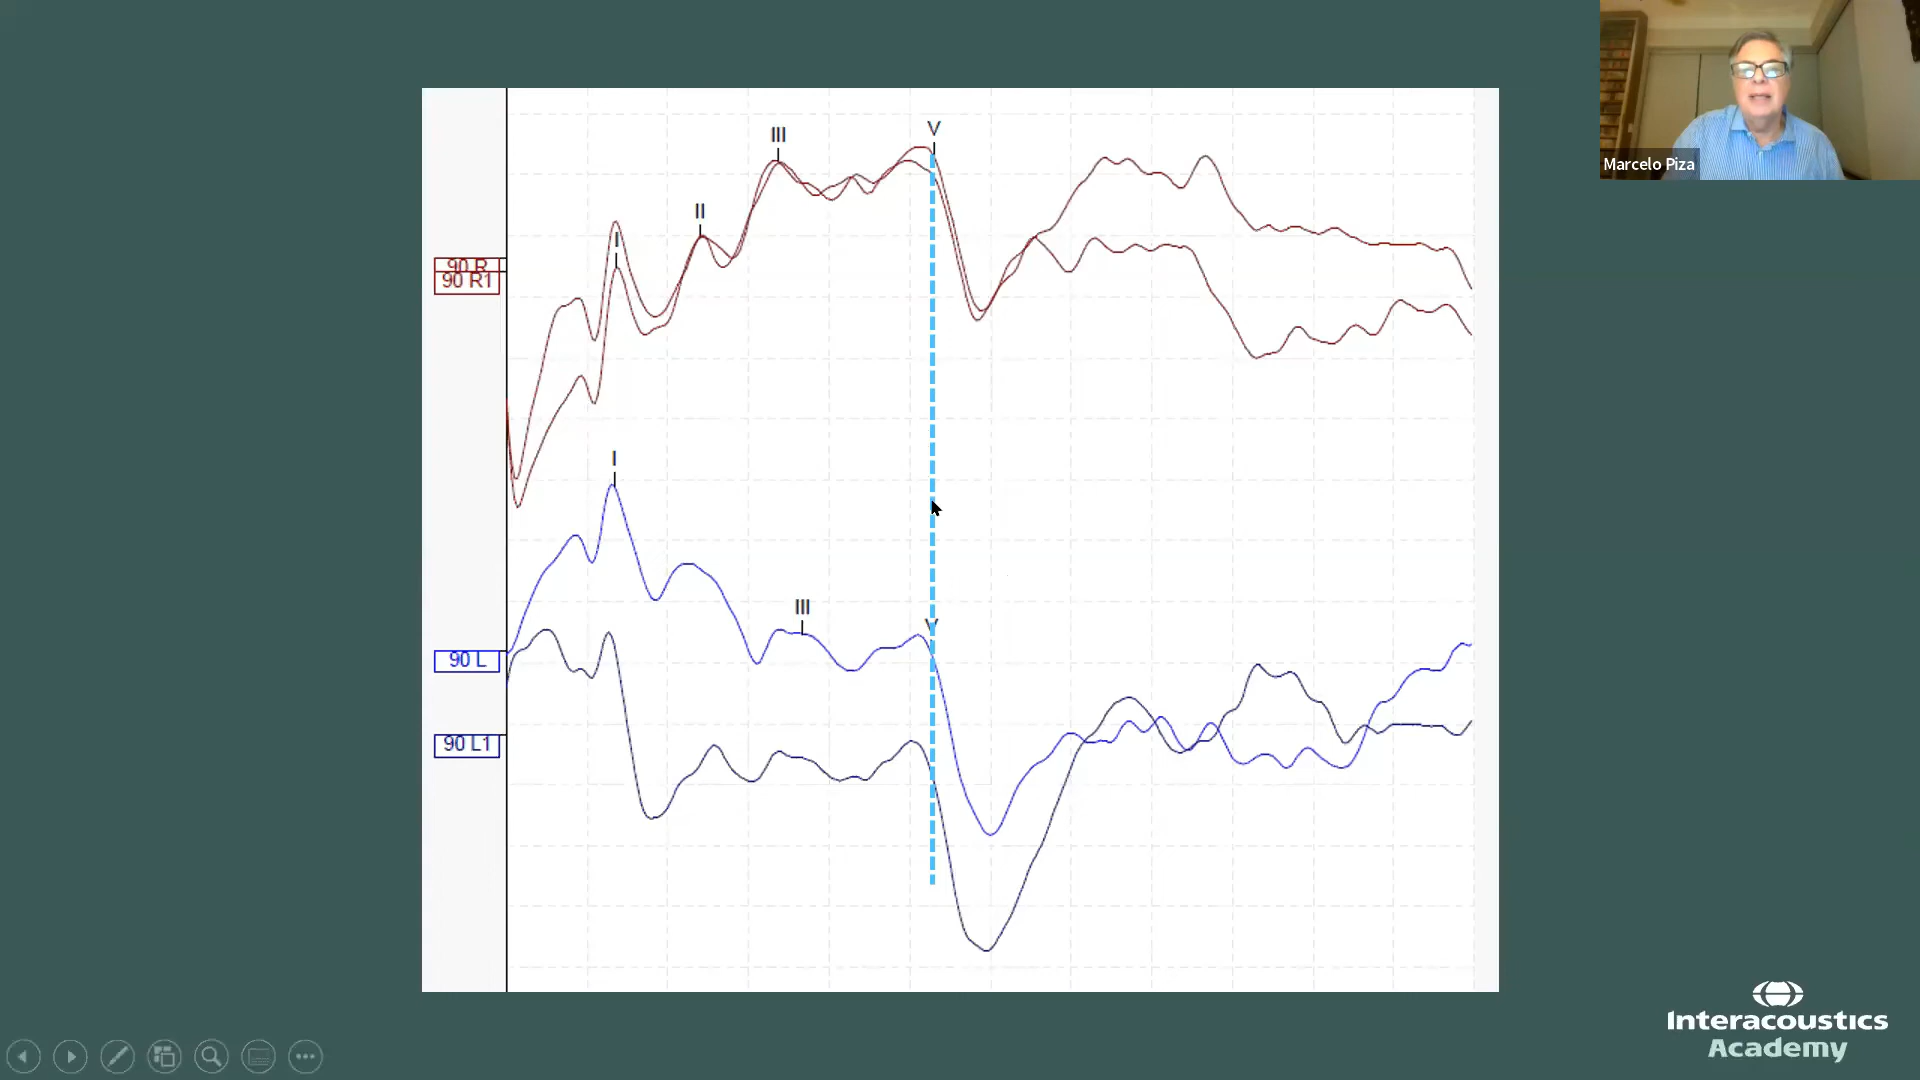 III
V
II
I
90 R
90 R1
I
III
V
90 L
90 L1
Marcelo Piza
Interacoustics
Academy